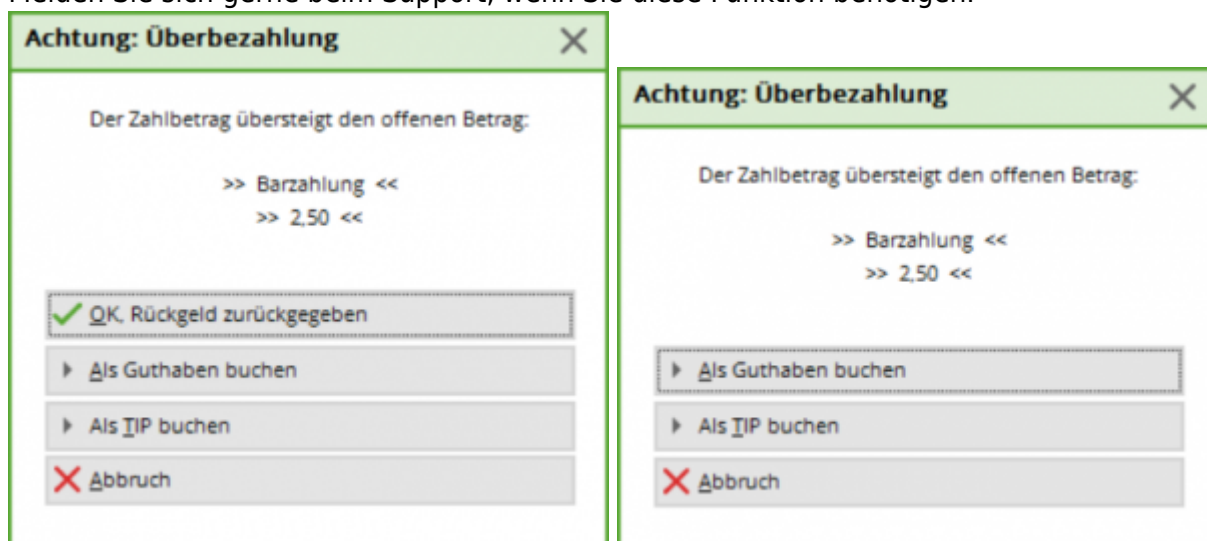 Melden Sie sich gerne beim Support, wenn Sie diese Funktion benötigen.
Achtung: Überbezahlung
Der Zahlbetrag übersteigt den offenen Betrag:
>> Barzahlung <<
>> 2,50 <<
OK, Rückgeld zurückgegeben
Als Guthaben buchen
Als TIP buchen
Abbruch
Achtung: Überbezahlung
Der Zahlbetrag übersteigt den offenen Betrag:
>> Barzahlung <<
>> 2,50 <<
Als Guthaben buchen
Als TIP buchen
Abbruch